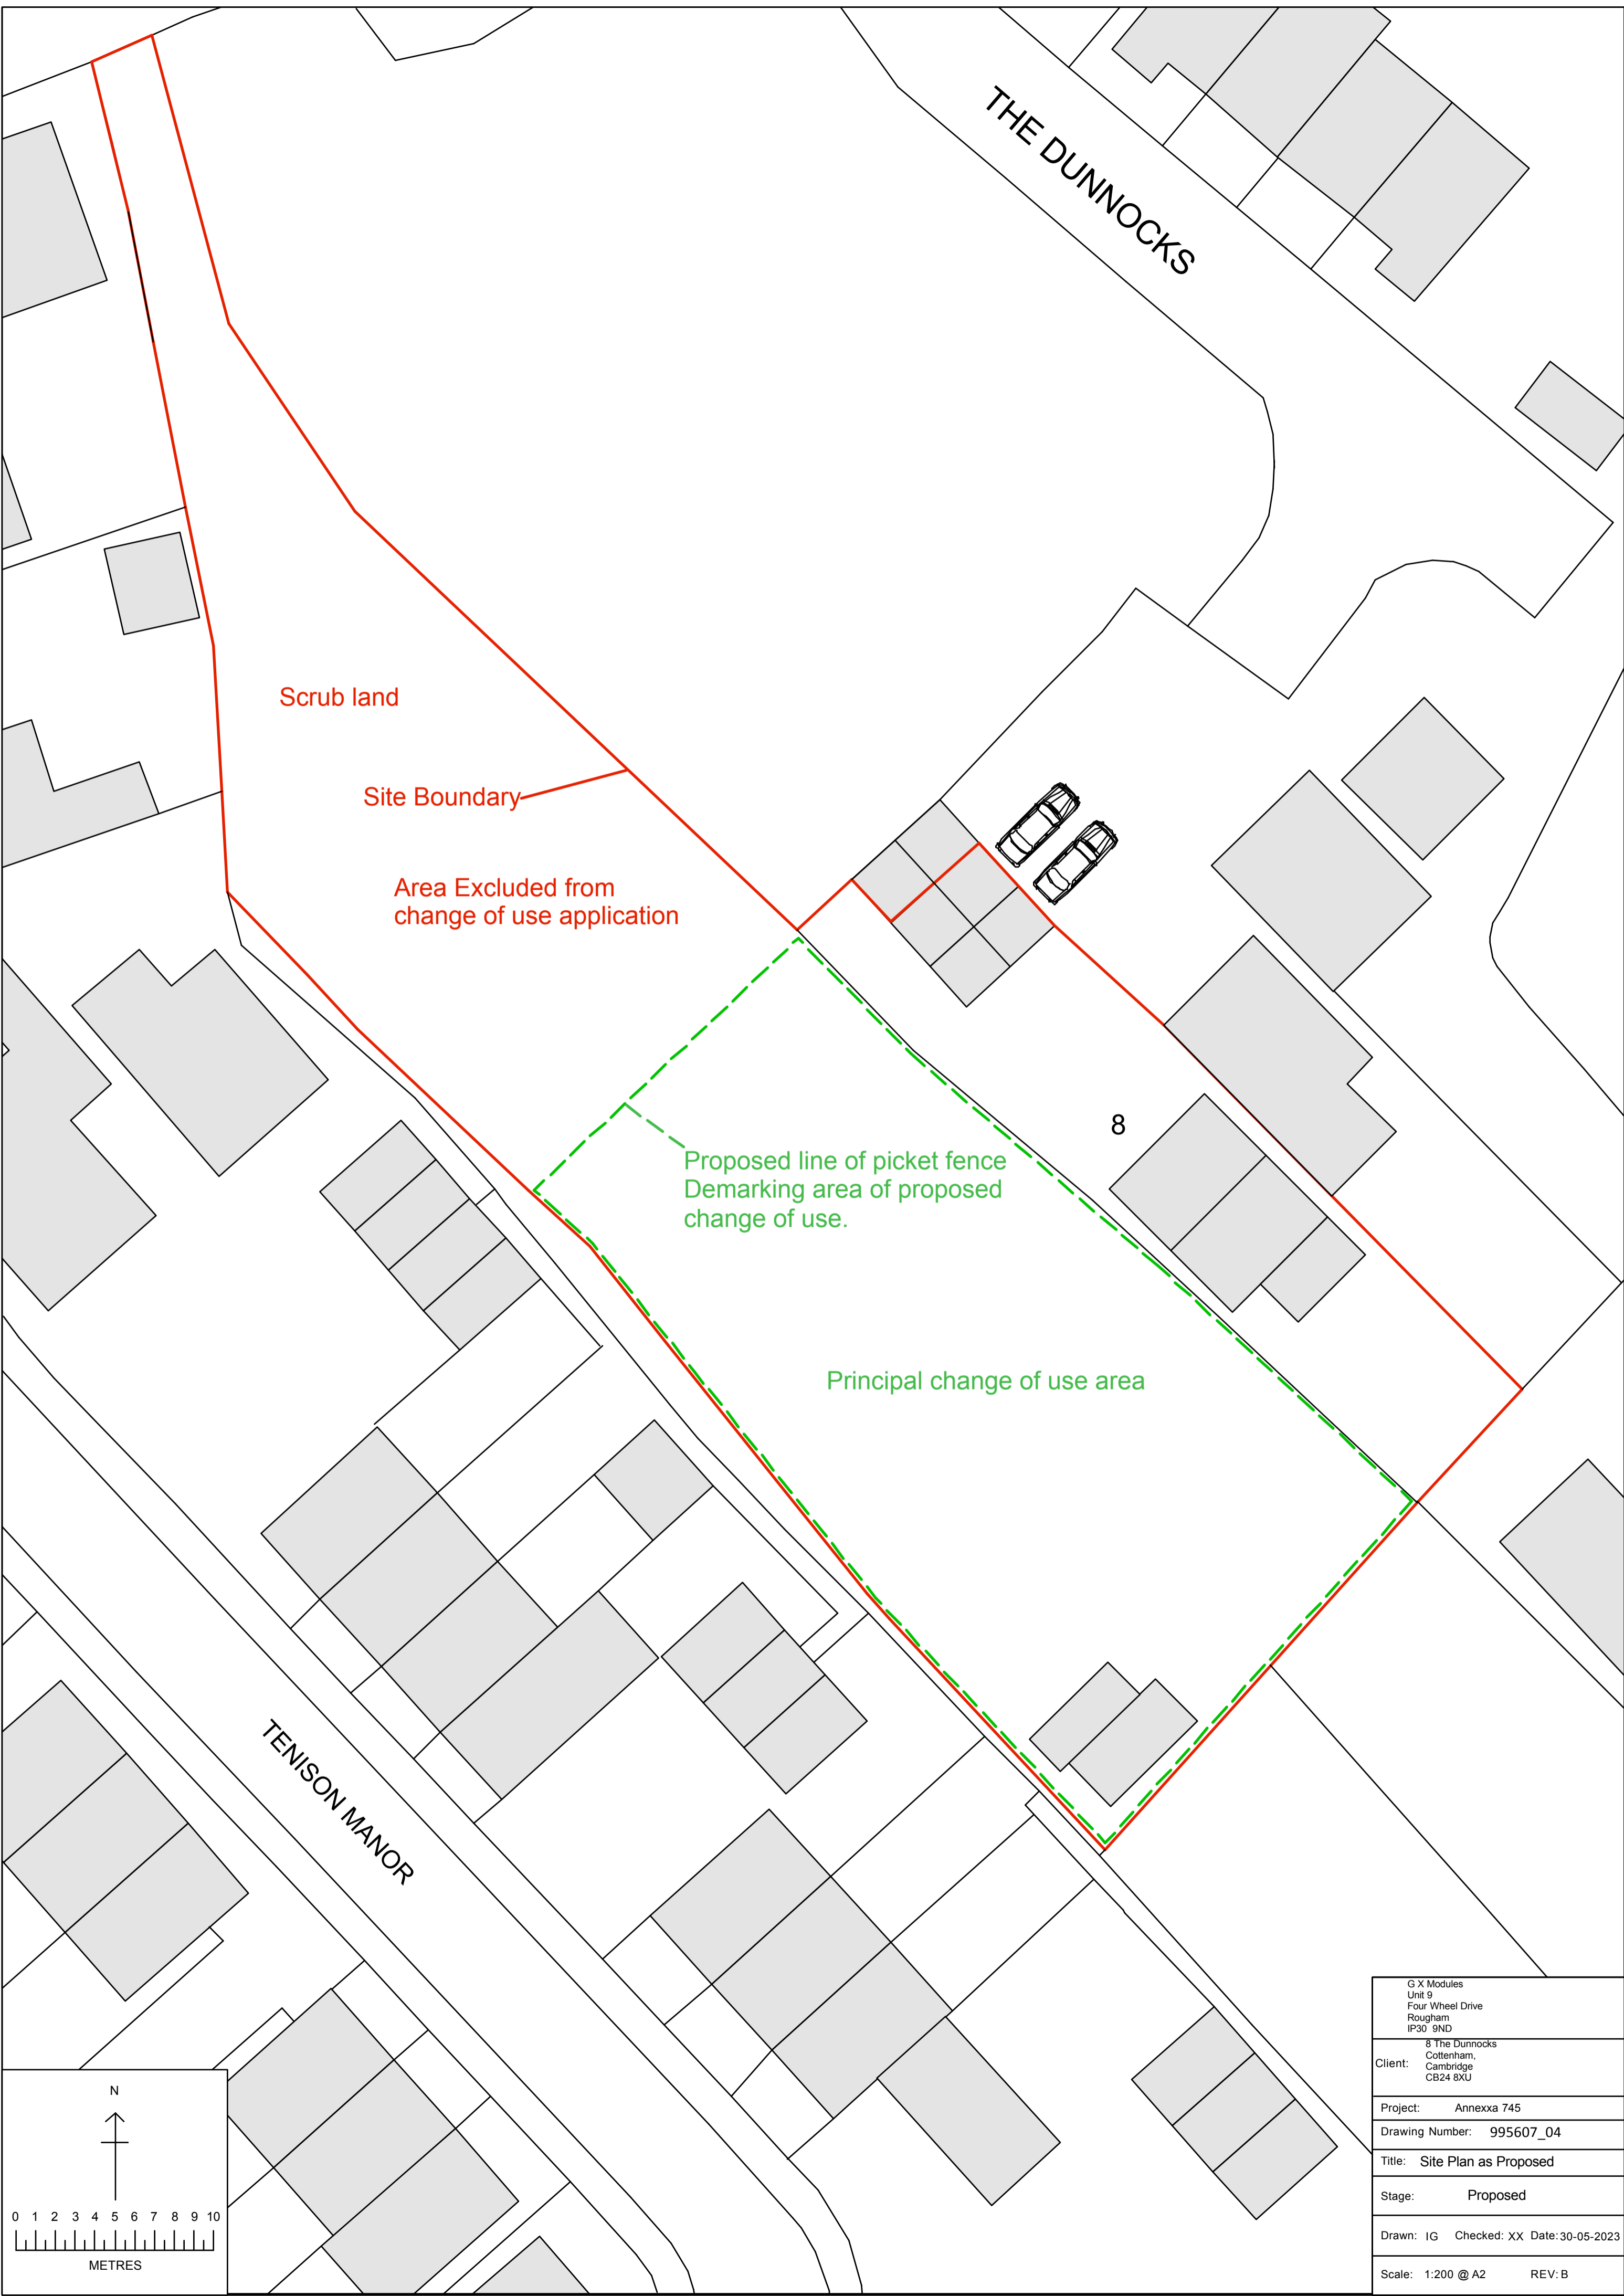 THE DUNNOCKS
Scrub land
Site Boundary
Area Excluded from
change of use application
8
Proposed line of picket fence
Demarking area of proposed
change of use.
Principal change of use area
TENISON MANOR
N
0 1 2 3 4 5 6 7 8 9 10
METRES
G X Modules
Unit 9
Four Wheel Drive
Rougham
IP30 9ND
Client: 8 The Dunnocks
Cottenham,
Cambridge
CB24 8XU
Project: Annexxa 745
Drawing Number: 995607_04
Title: Site Plan as Proposed
Stage: Proposed
Drawn: IG Checked: XX Date: 30-05-2023
Scale: 1:200 @ A2 REV: B